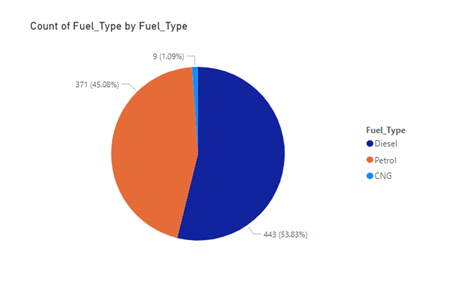 Count of Fuel_Type by Fuel_Type
9 (1.09%)
371 (45.08%)
Fuel_Type
Diesel
Petrol
CNG
443 (53.83%)